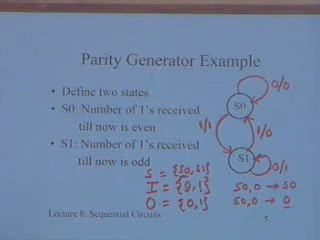 Parity Generator Example
• Define two states
• S0: Number of 1's received
till now is even
• S1: Number of 1's received
till now is odd
0/0
S0
1/1
1/0
S1
0/1
S = {S0, S1}
I = {0, 1}
O = {0, 1}
S0, 0 → S0
S0, 0 → 0
Lecture 8: Sequential Circuits
5